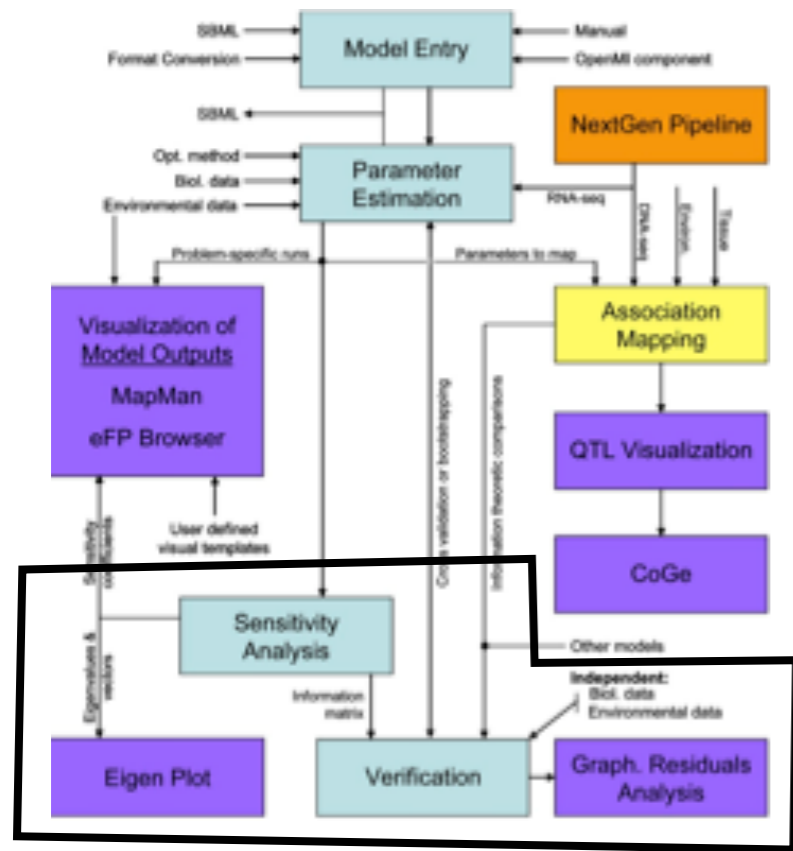 SBML
Format Conversion
Model Entry
Manual
OpenMI component
SBML
NextGen Pipeline
Opt. method
Biol. data
Environmental data
Parameter
Estimation
RNA-seq
DNA-seq
Environ.
Tissue
Problem-specific runs
Parameters to map
Visualization of
Model Outputs
MapMan
eFP Browser
Association
Mapping
QTL Visualization
CoGe
User defined
visual templates
Cross validation or bootstrapping
Information theoretic comparisons
Sensitivity
coefficients
Sensitivity
Analysis
Other models
Eigenvalues &
vectors
Information
matrix
Independent:
Biol. data
Environmental data
Eigen Plot
Verification
Graph. Residuals
Analysis